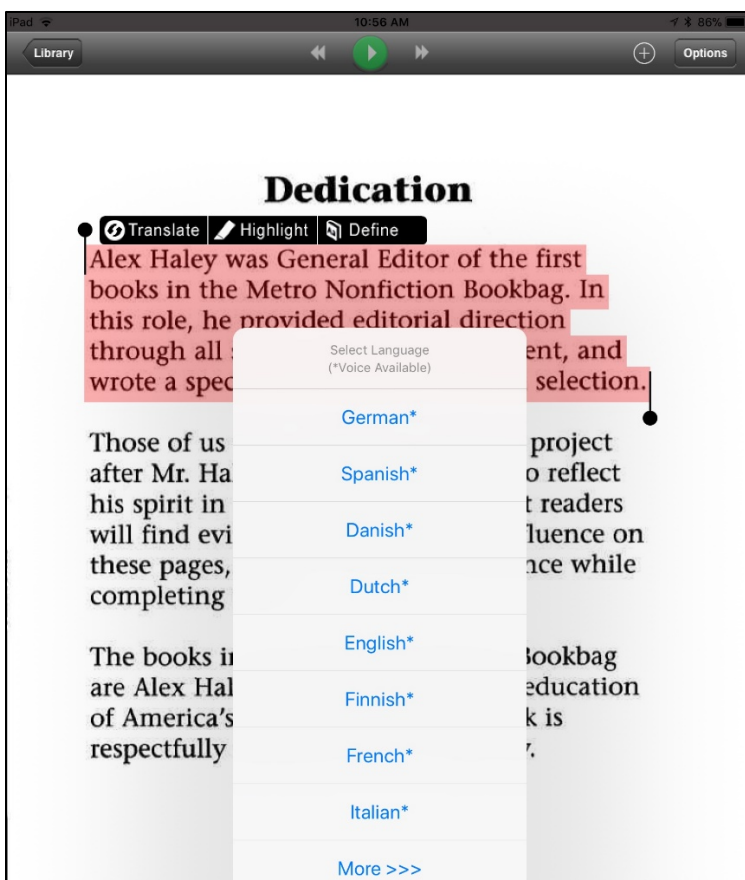 iPad 10:56 AM 86%
Library Options
Dedication
Translate Highlight Define
Alex Haley was General Editor of the first
books in the Metro Nonfiction Bookbag. In
this role, he provided editorial direction
through all ent, and
wrote a spec selection.
Select Language
(*Voice Available)
German*
Spanish*
Danish*
Dutch*
English*
Finnish*
French*
Italian*
More >>>
Those of us project
after Mr. Hal o reflect
his spirit in t readers
will find evi luence on
these pages, nce while
completing
The books in Bookbag
are Alex Hal education
of America's k is
respectfully y.